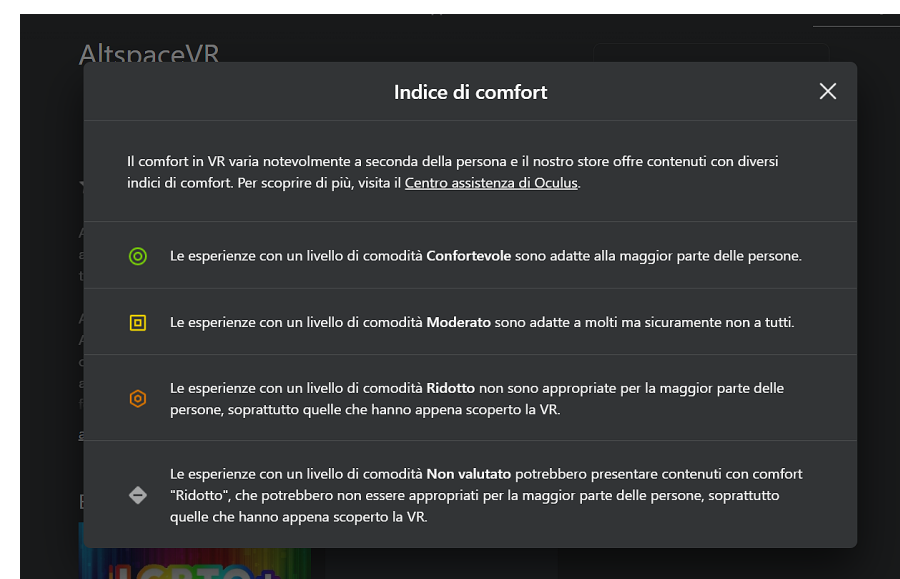 AltspaceVR
Indice di comfort
Il comfort in VR varia notevolmente a seconda della persona e il nostro store offre contenuti con diversi
indici di comfort. Per scoprire di più, visita il Centro assistenza di Oculus.
Le esperienze con un livello di comodità Confortevole sono adatte alla maggior parte delle persone.
Le esperienze con un livello di comodità Moderato sono adatte a molti ma sicuramente non a tutti.
Le esperienze con un livello di comodità Ridotto non sono appropriate per la maggior parte delle
persone, soprattutto quelle che hanno appena scoperto la VR.
Le esperienze con un livello di comodità Non valutato potrebbero presentare contenuti con comfort
"Ridotto", che potrebbero non essere appropriati per la maggior parte delle persone, soprattutto
quelle che hanno appena scoperto la VR.
LGBTQ+